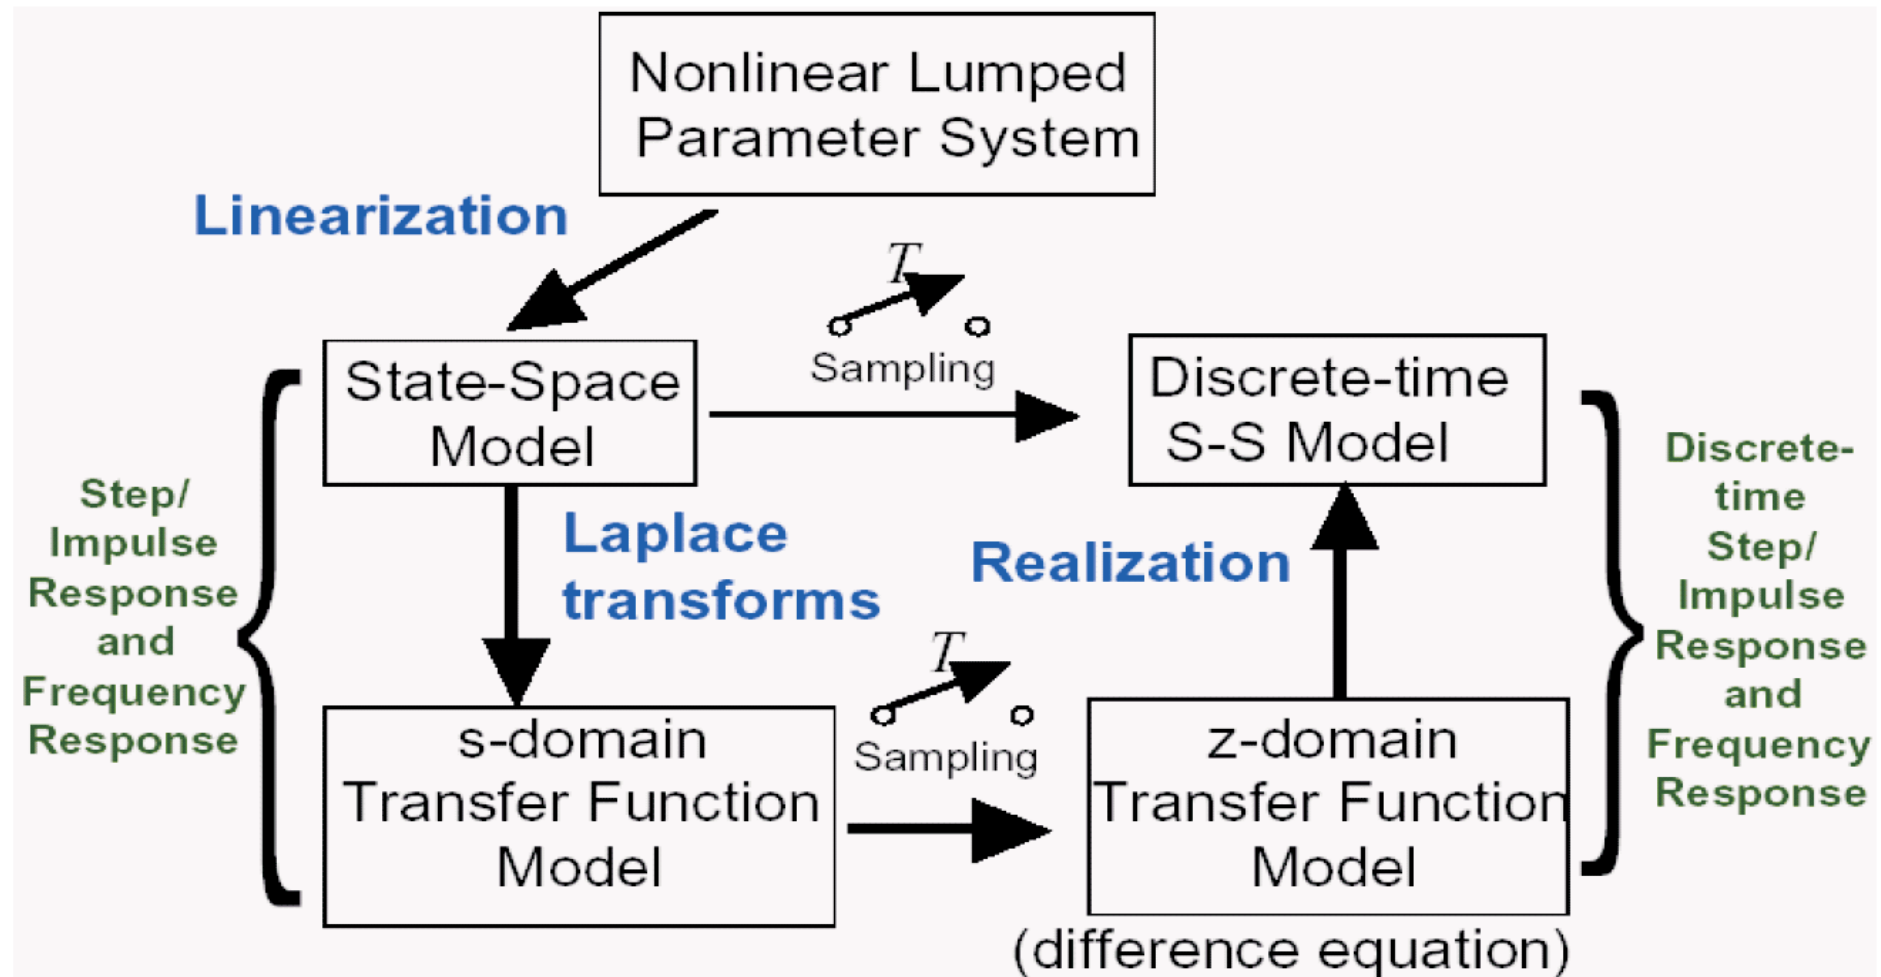 Nonlinear Lumped
Parameter System
Linearization
T
Sampling
State-Space
Model
Discrete-time
S-S Model
Step/
Impulse
Response
and
Frequency
Response
Laplace
transforms
Realization
Discrete-
time
Step/
Impulse
Response
and
Frequency
Response
T
Sampling
s-domain
Transfer Function
Model
z-domain
Transfer Function
Model
(difference equation)